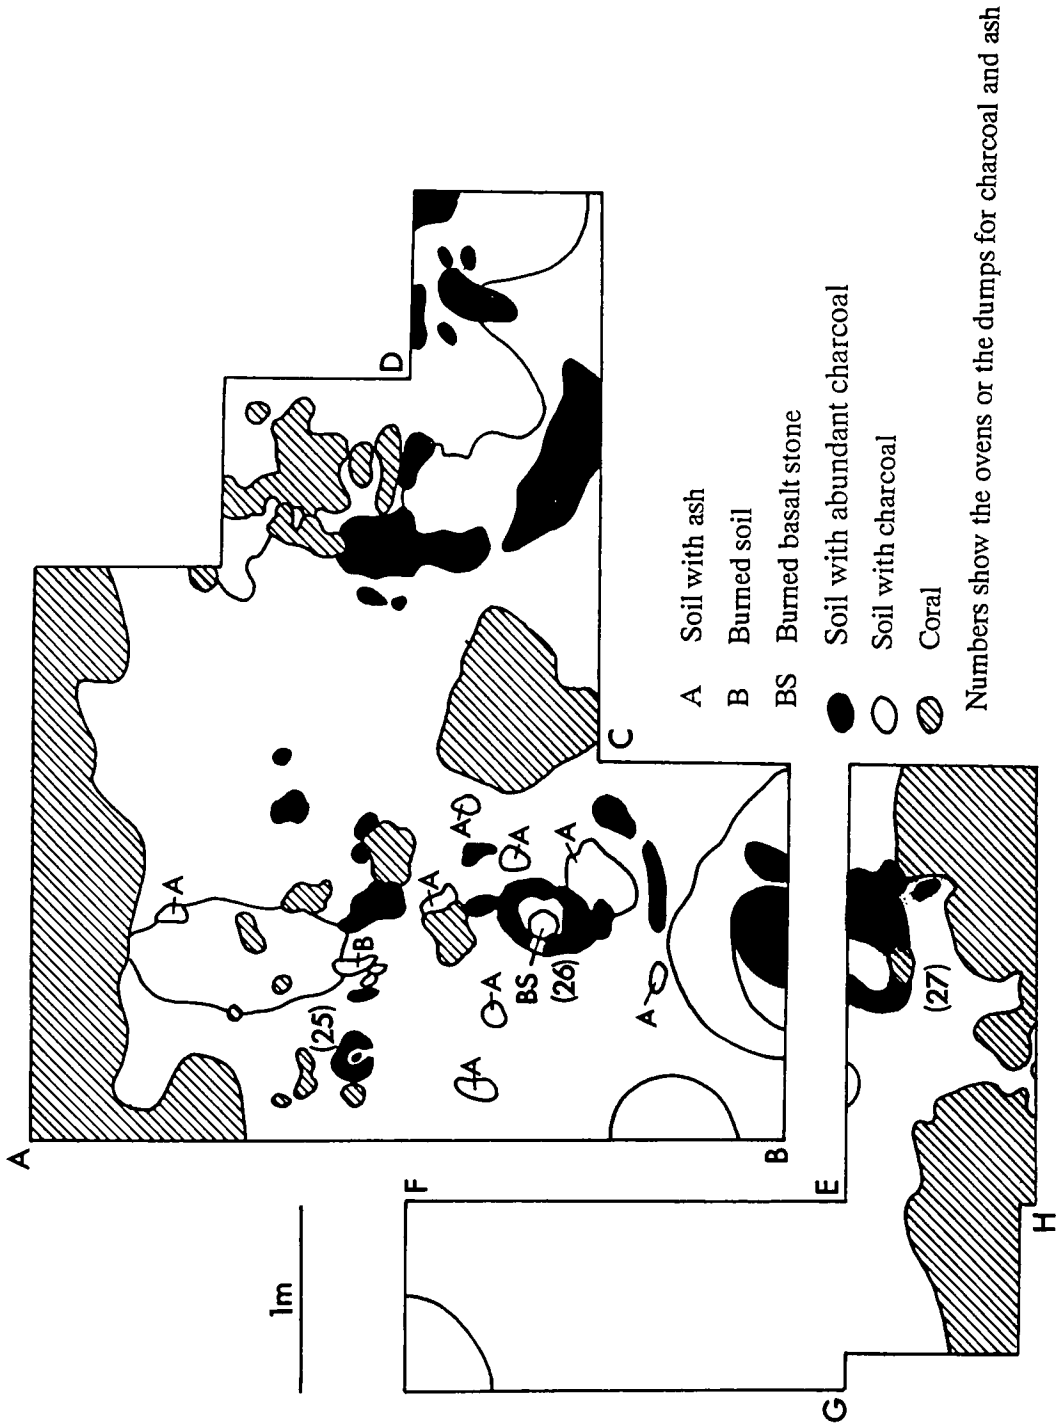 A
B
C
D
E
F
G
H
1m
A
B
(25)
A
A
A
A
A
A
A
A
BS
(26)
(27)
A Soil with ash
B Burned soil
BS Burned basalt stone
Soil with abundant charcoal
Soil with charcoal
Coral
Numbers show the ovens or the dumps for charcoal and ash